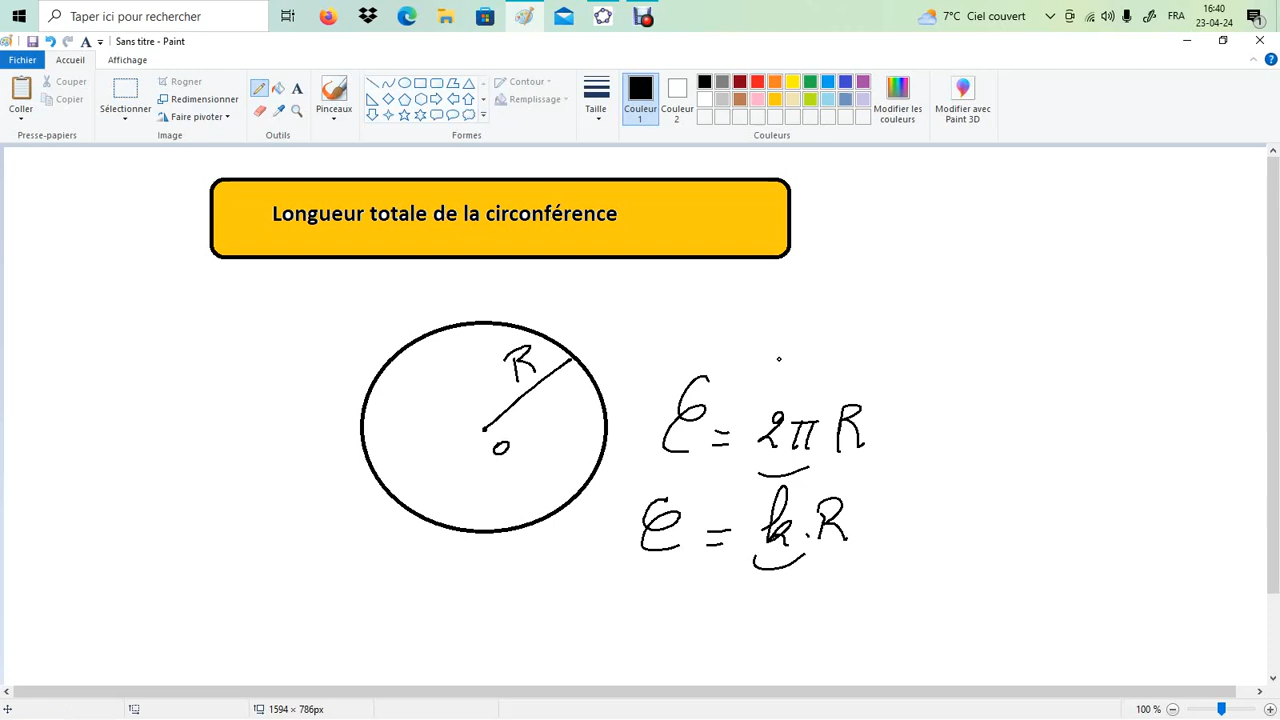 Taper ici pour rechercher
7°C Ciel couvert
FRA
16:40
23-04-24
1
Sans titre - Paint
Fichier
Accueil
Affichage
Coller
Couper
Copier
Presse-papiers
Sélectionner
Rogner
Redimensionner
Faire pivoter
Image
A
Outils
Pinceaux
Formes
Contour
Remplissage
Taille
Couleur 1
Couleur 2
Couleurs
Modifier les couleurs
Modifier avec Paint 3D
Longueur totale de la circonférence
R
O
C = 2π R
C = k.R
1594 × 786px
100 %